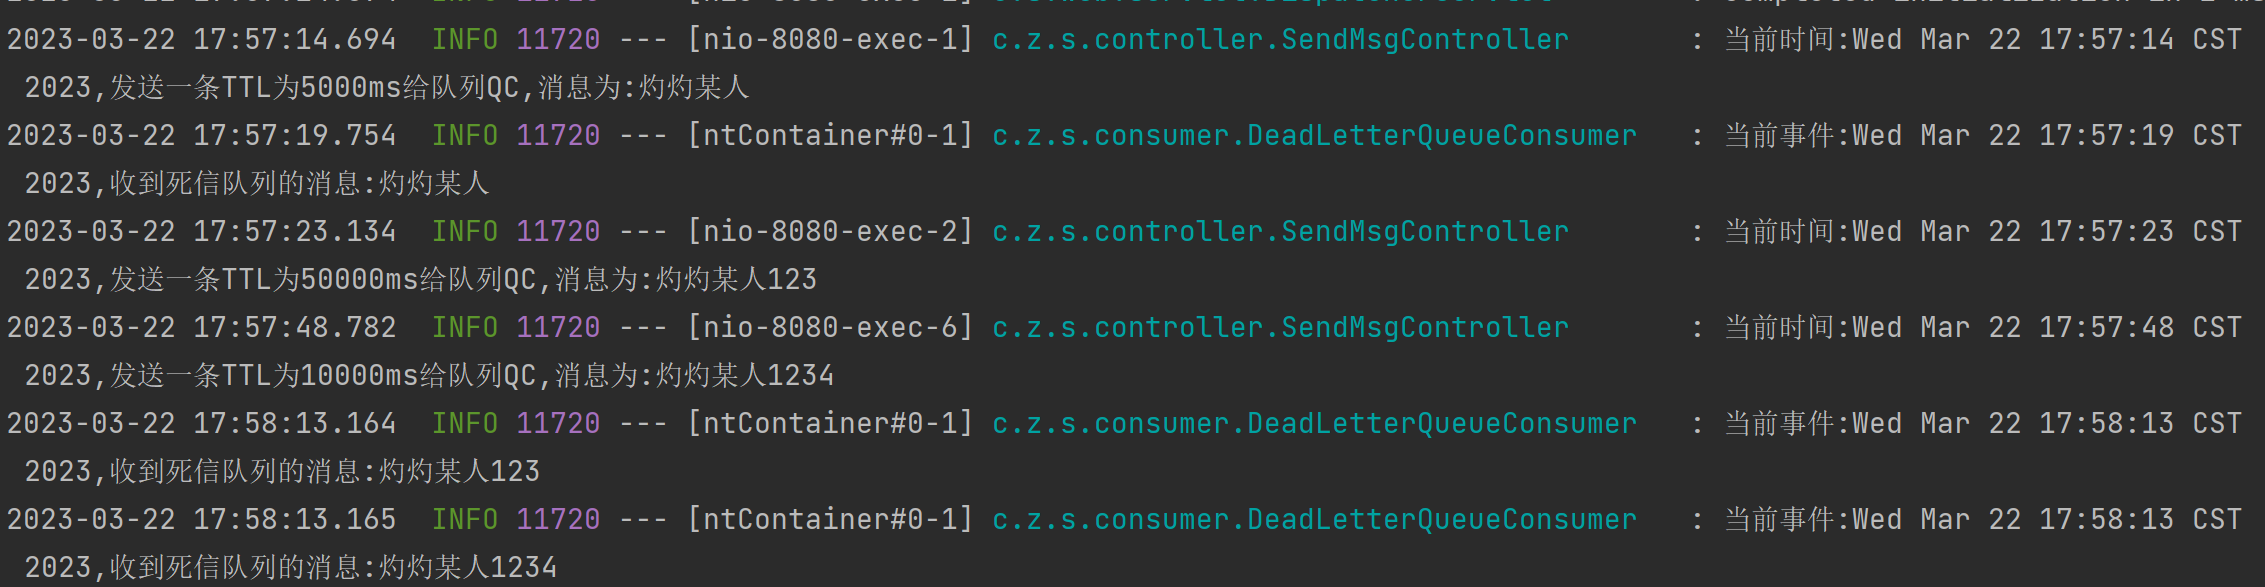 2023-03-22 17:57:14.694  INFO 11720 --- [nio-8080-exec-1] c.z.s.controller.SendMsgController       : 当前时间:Wed Mar 22 17:57:14 CST
 2023,发送一条TTL为5000ms给队列QC,消息为:灼灼某人
2023-03-22 17:57:19.754  INFO 11720 --- [ntContainer#0-1] c.z.s.consumer.DeadLetterQueueConsumer   : 当前事件:Wed Mar 22 17:57:19 CST
 2023,收到死信队列的消息:灼灼某人
2023-03-22 17:57:23.134  INFO 11720 --- [nio-8080-exec-2] c.z.s.controller.SendMsgController       : 当前时间:Wed Mar 22 17:57:23 CST
 2023,发送一条TTL为50000ms给队列QC,消息为:灼灼某人123
2023-03-22 17:57:48.782  INFO 11720 --- [nio-8080-exec-6] c.z.s.controller.SendMsgController       : 当前时间:Wed Mar 22 17:57:48 CST
 2023,发送一条TTL为10000ms给队列QC,消息为:灼灼某人1234
2023-03-22 17:58:13.164  INFO 11720 --- [ntContainer#0-1] c.z.s.consumer.DeadLetterQueueConsumer   : 当前事件:Wed Mar 22 17:58:13 CST
 2023,收到死信队列的消息:灼灼某人123
2023-03-22 17:58:13.165  INFO 11720 --- [ntContainer#0-1] c.z.s.consumer.DeadLetterQueueConsumer   : 当前事件:Wed Mar 22 17:58:13 CST
 2023,收到死信队列的消息:灼灼某人1234